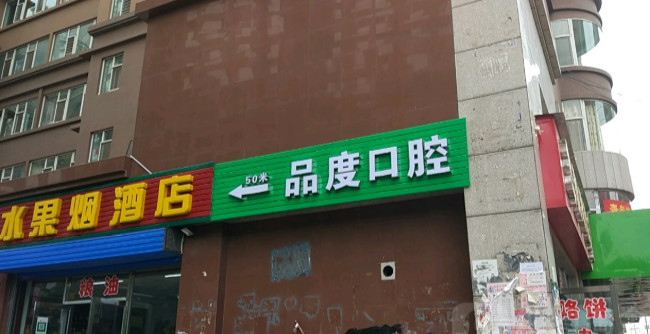 水果烟酒店
50米
品度口腔
粮油
烙饼